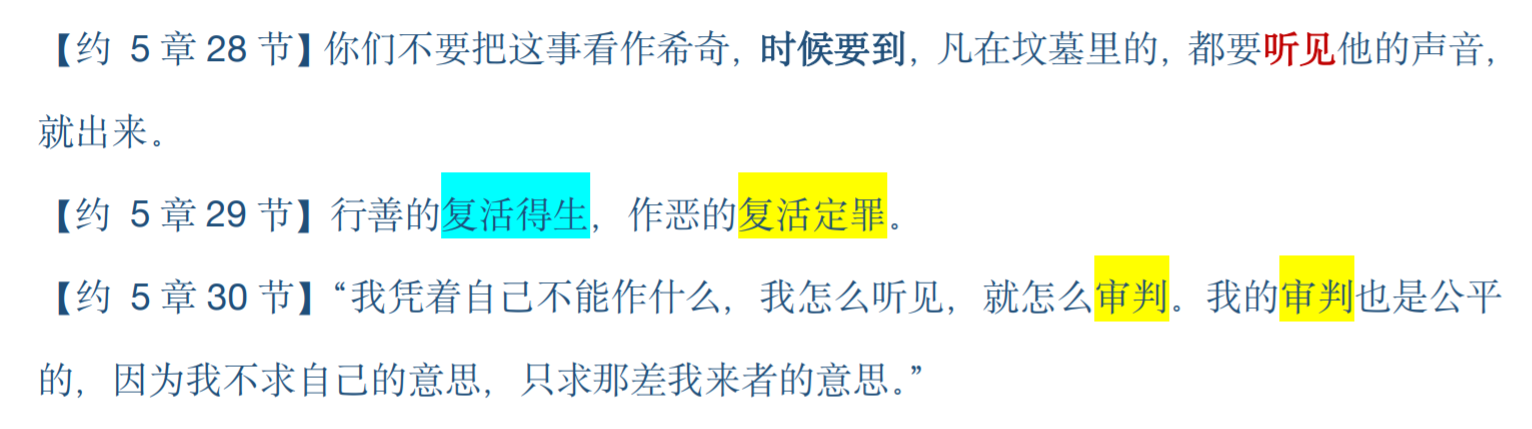 【约 5 章 28 节】你们不要把这事看作希奇，时候要到，凡在坟墓里的，都要听见他的声音，
就出来。
【约 5 章 29 节】行善的复活得生，作恶的复活定罪。
【约 5 章 30 节】“我凭着自己不能作什么，我怎么听见，就怎么审判。我的审判也是公平
的，因为我不求自己的意思，只求那差我来者的意思。”